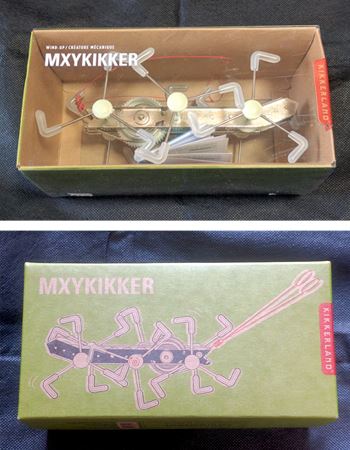 WIND-UP / CRÉATURE MÉCANIQUE
MXYKIKKER
KIKKERLAND
MXYKIKKER
KIKKERLAND